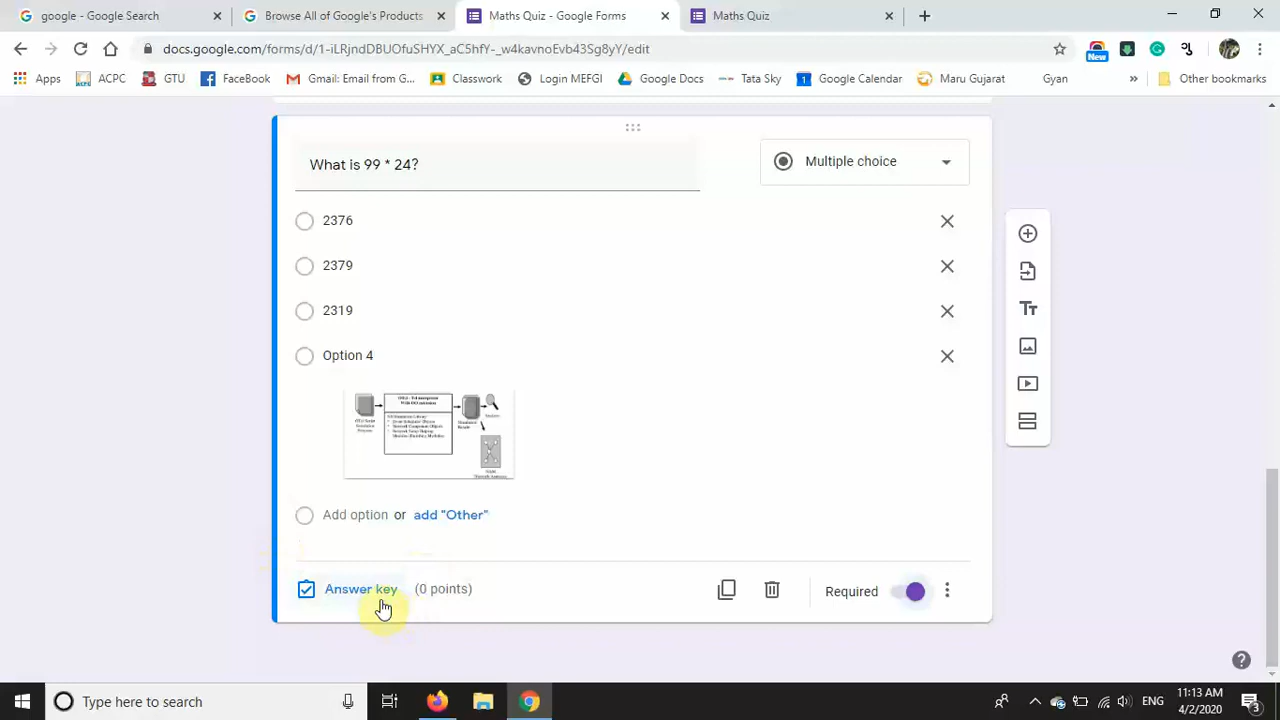 google - Google Search
Browse All of Google's Products
Maths Quiz - Google Forms
Maths Quiz
docs.google.com/forms/d/1-iLRjndDBUOfuSHYX_aC5hfY-_w4kavnoEvb43Sg8yY/edit
New
Apps
ACPC
GTU
FaceBook
Gmail: Email from G...
Classwork
Login MEFGI
Google Docs
Tata Sky
Google Calendar
Maru Gujarat
Gyan
»
Other bookmarks
What is 99 * 24?
Multiple choice
2376
2379
2319
Option 4
Add option or add "Other"
Answer key (0 points)
Required
Type here to search
ENG
11:13 AM
4/2/2020
3